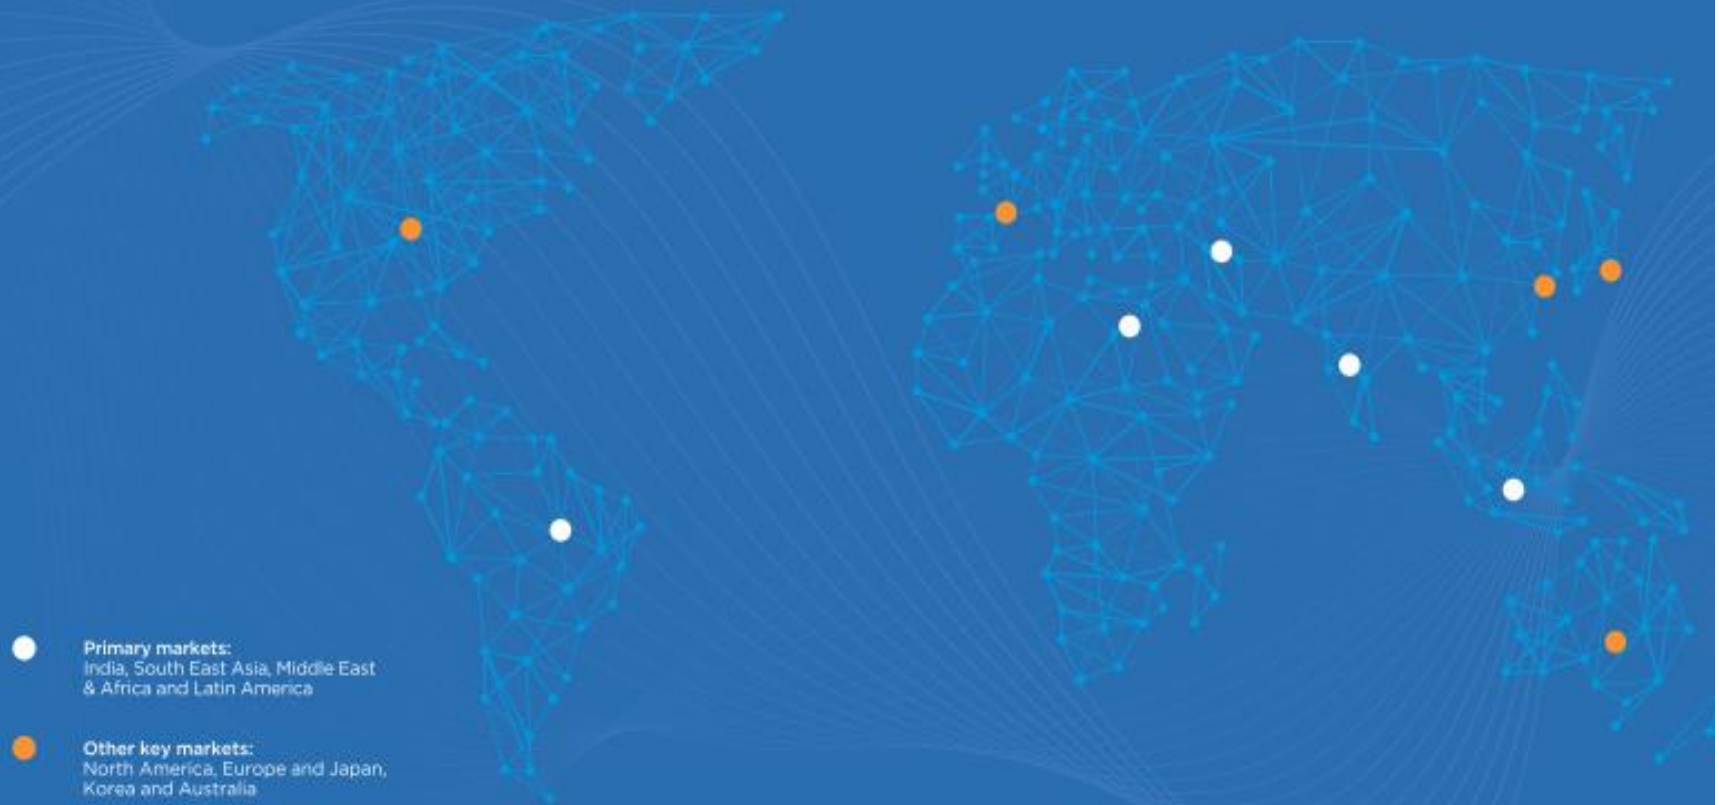 Primary markets:
India, South East Asia, Middle East
& Africa and Latin America
Other key markets:
North America, Europe and Japan,
Korea and Australia